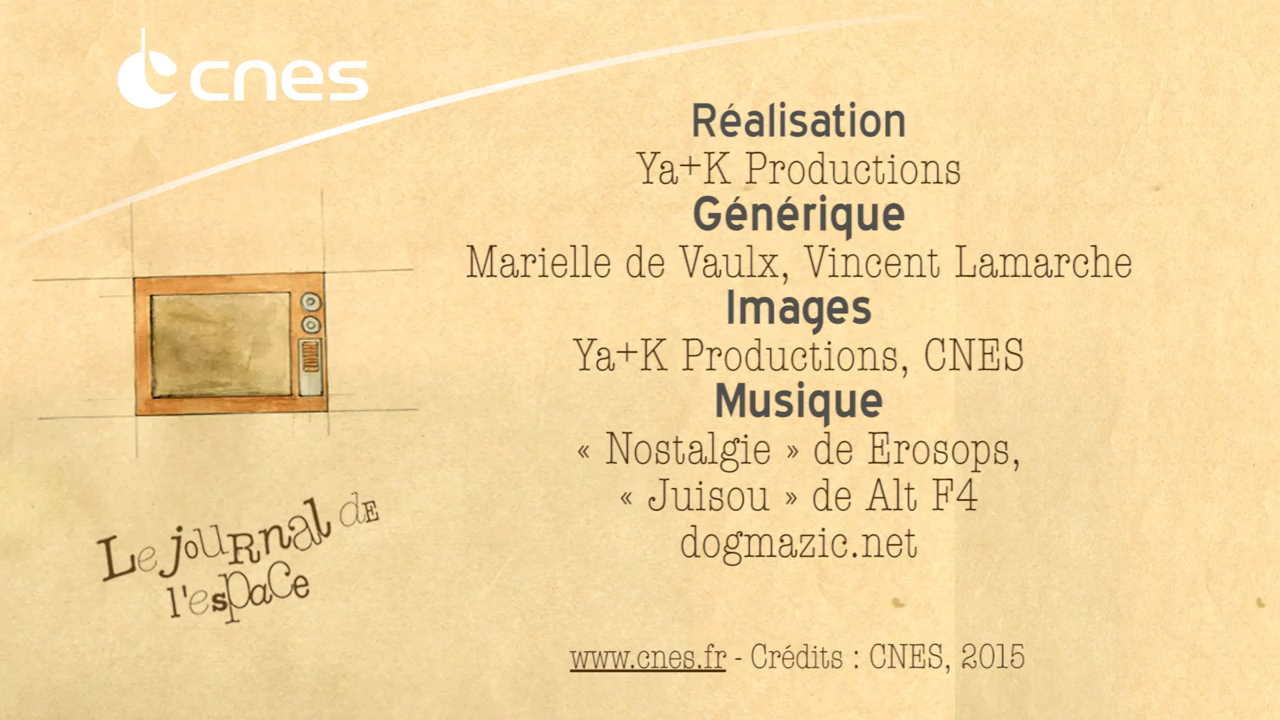 cnes
Réalisation
Ya+K Productions
Générique
Marielle de Vaulx, Vincent Lamarche
Images
Ya+K Productions, CNES
Musique
« Nostalgie » de Erosops,
« Juisou » de Alt F4
dogmazic.net
Le joURnal dE
l'espaCe
www.cnes.fr - Crédits : CNES, 2015